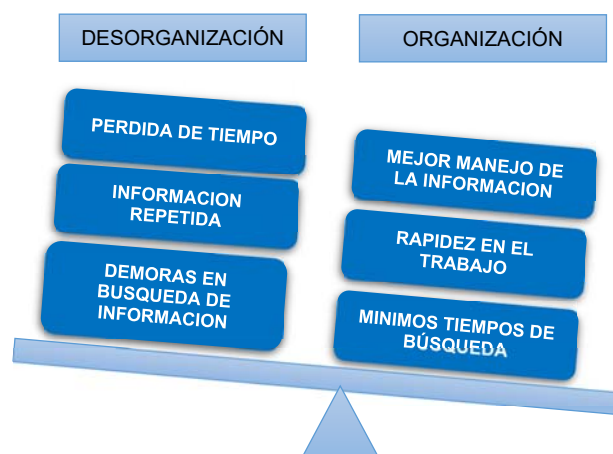 DESORGANIZACIÓN
PERDIDA DE TIEMPO
INFORMACION
REPETIDA
DEMORAS EN
BUSQUEDA DE
INFORMACION
ORGANIZACIÓN
MEJOR MANEJO DE
LA INFORMACION
RAPIDEZ EN EL
TRABAJO
MINIMOS TIEMPOS DE
BÚSQUEDA